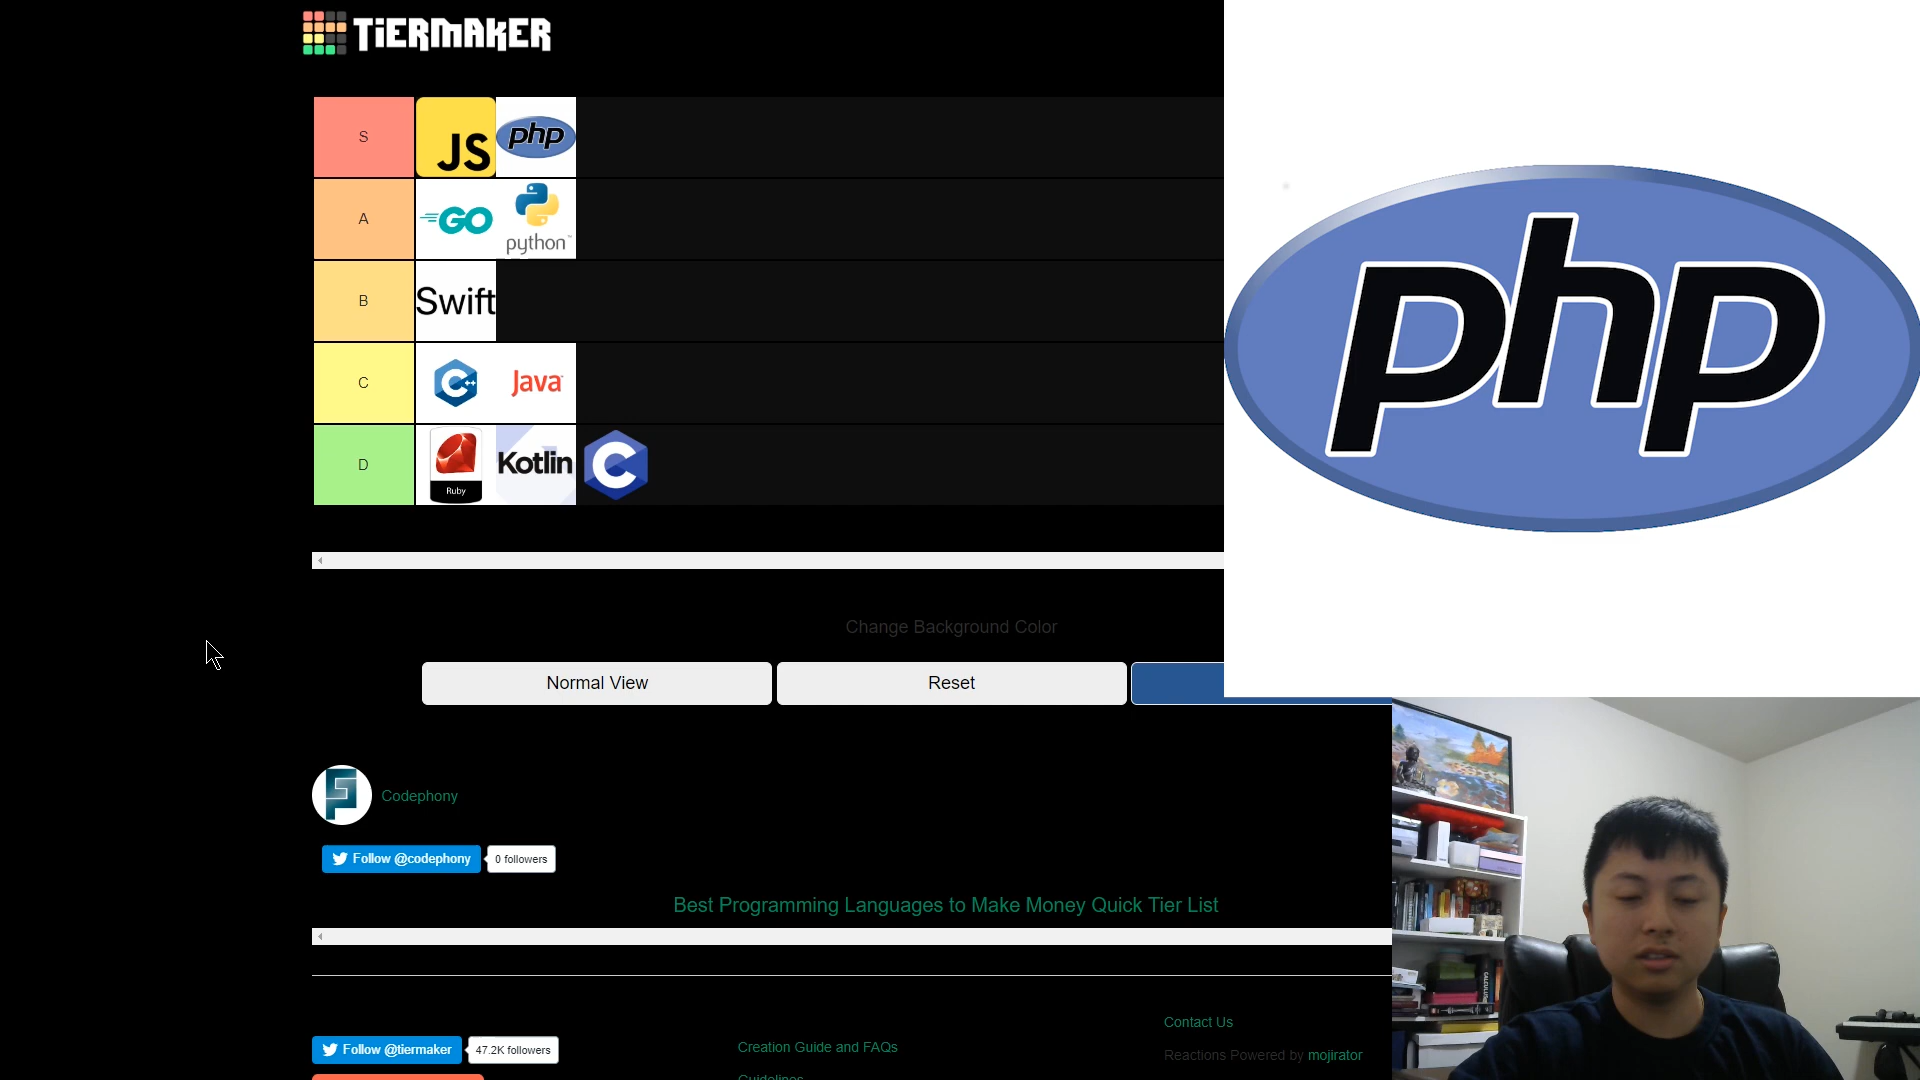 TiERMAKER
S
JS
php
A
GO
python
B
Swift
C
C++
Java
D
Ruby
Kotlin
C
php
Change Background Color
Normal View
Reset
Codephony
Follow @codephony
0 followers
Best Programming Languages to Make Money Quick Tier List
Follow @tiermaker
47.2K followers
Creation Guide and FAQs
Guidelines
Contact Us
Reactions Powered by mojirator
CALCULUS